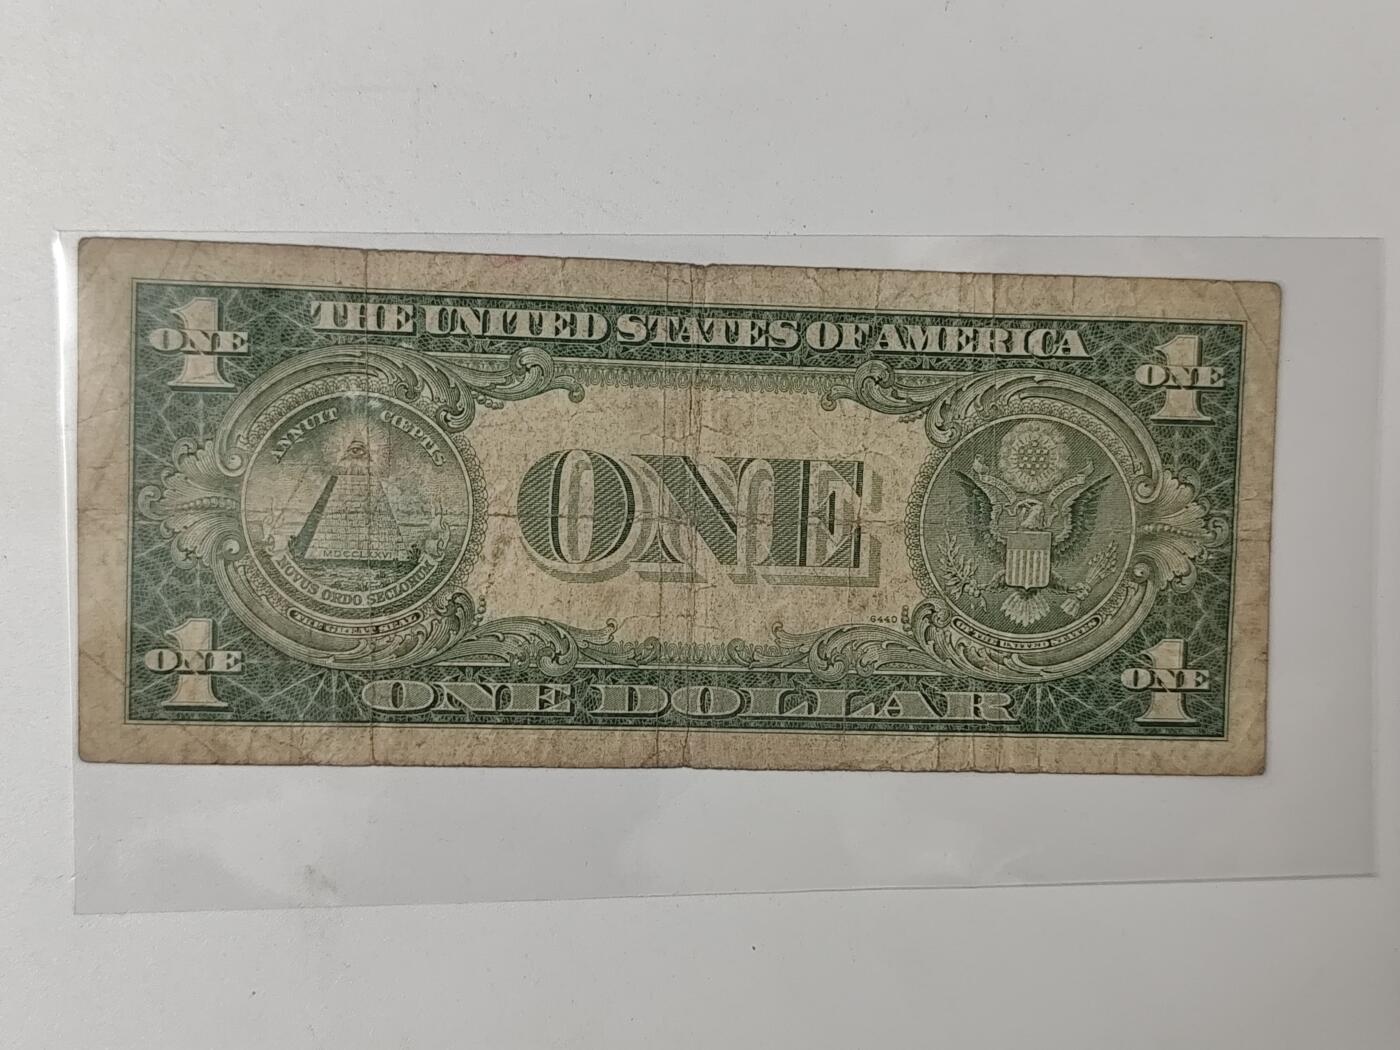 THE UNITED STATES OF AMERICA
1 ONE
1 ONE
ANNUIT COEPTIS
MDCCLXXVI
NOVUS ORDO SECLORUM
THE GREAT SEAL
ONE
6440
OF THE UNITED STATES
1 ONE
ONE DOLLAR
1 ONE